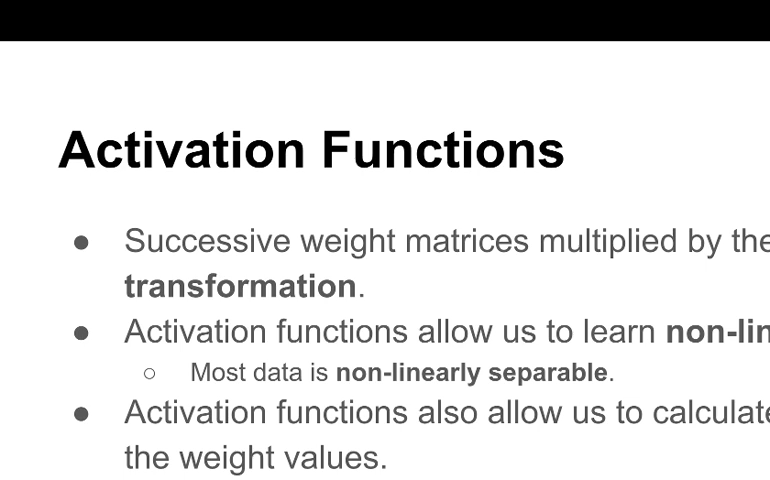 Activation Functions
● Successive weight matrices multiplied by the
transformation.
● Activation functions allow us to learn non-lin
○ Most data is non-linearly separable.
● Activation functions also allow us to calculate
the weight values.